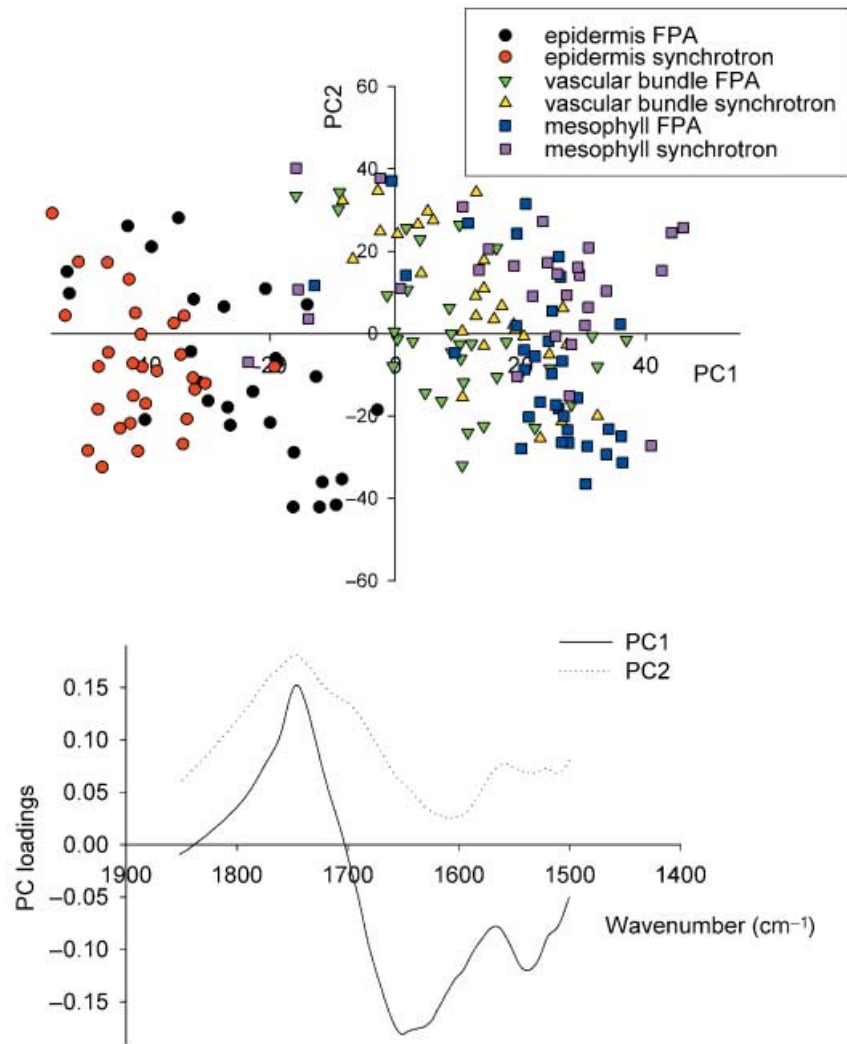 epidermis FPA
epidermis synchrotron
vascular bundle FPA
vascular bundle synchrotron
mesophyll FPA
mesophyll synchrotron
PC2
60
40
20
0
−20
−40
−60
−40
−20
20
40
PC1
PC1
PC2
PC loadings
0.15
0.10
0.05
0.00
−0.05
−0.10
−0.15
1900
1800
1700
1600
1500
1400
Wavenumber (cm⁻¹)